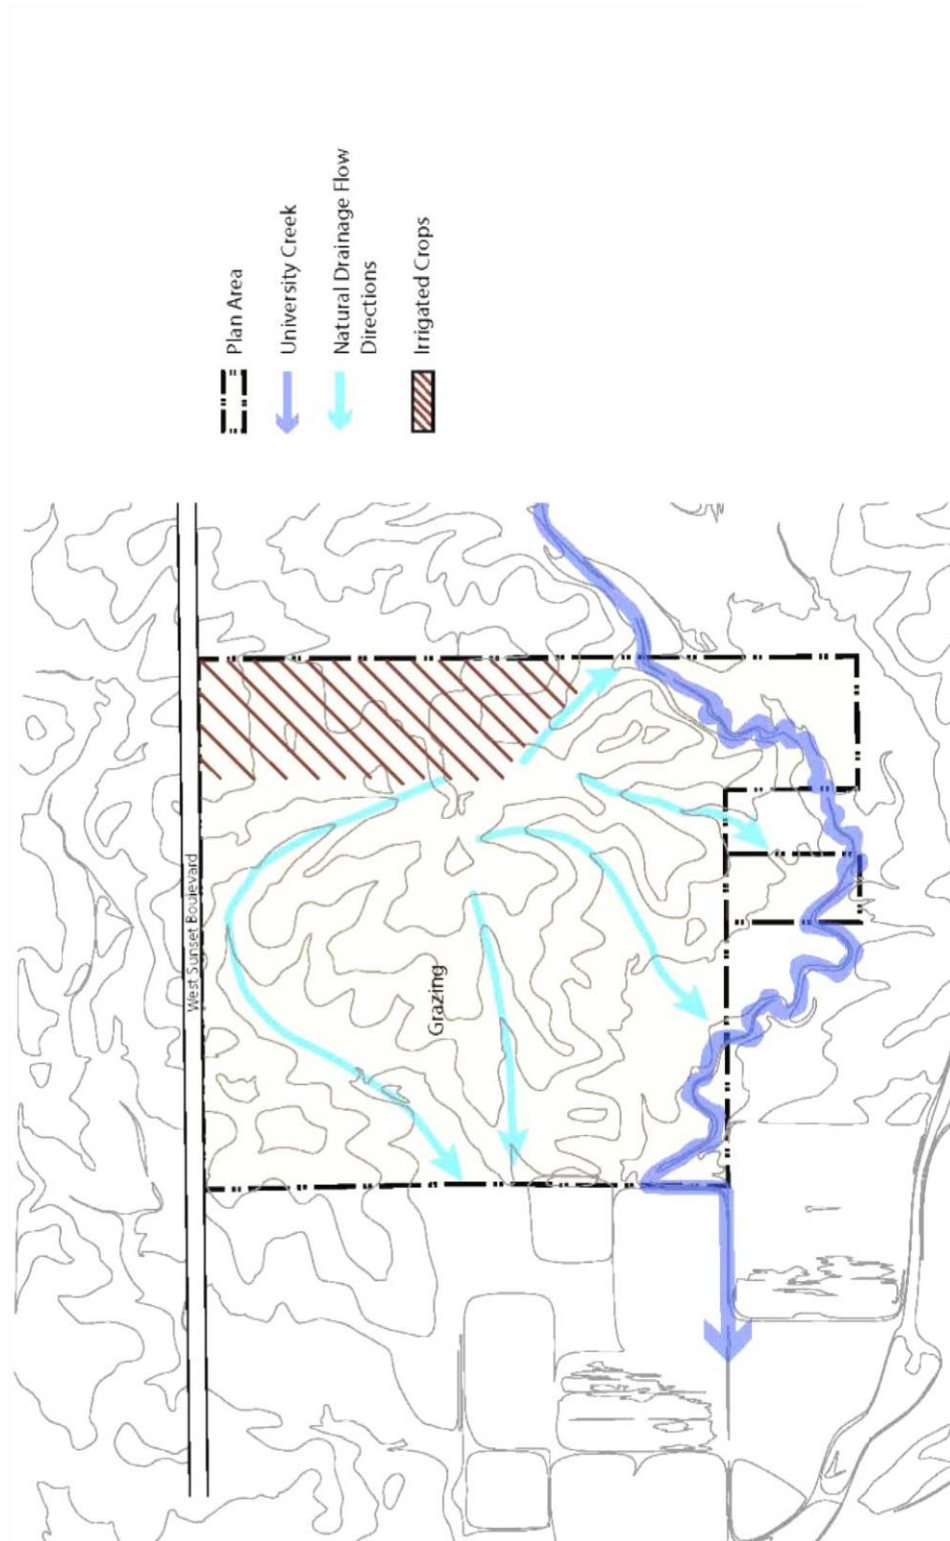 West Sunset Boulevard
Grazing
Plan Area
University Creek
Natural Drainage Flow
Directions
Irrigated Crops